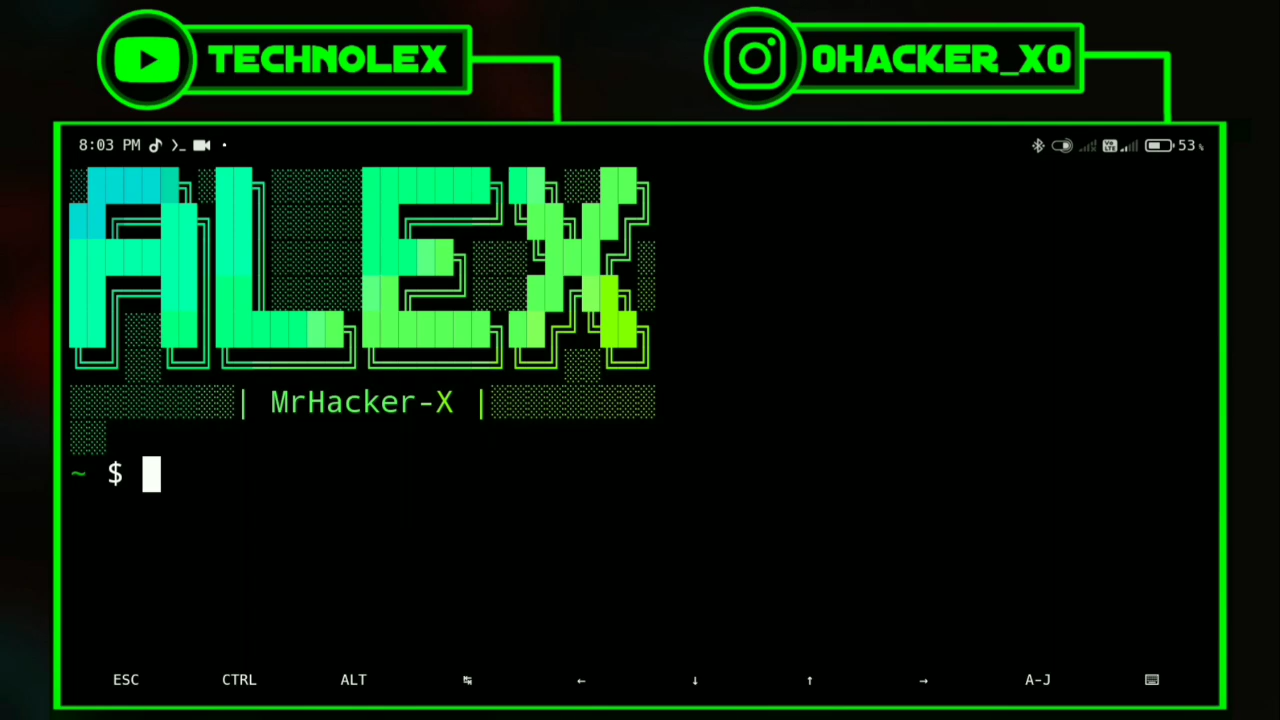 TECHNOLEX
0HACKER_X0
8:03 PM
53%
ALEX
| MrHacker-X |
~ $
ESC CTRL ALT ↹ ← ↓ ↑ → A-J